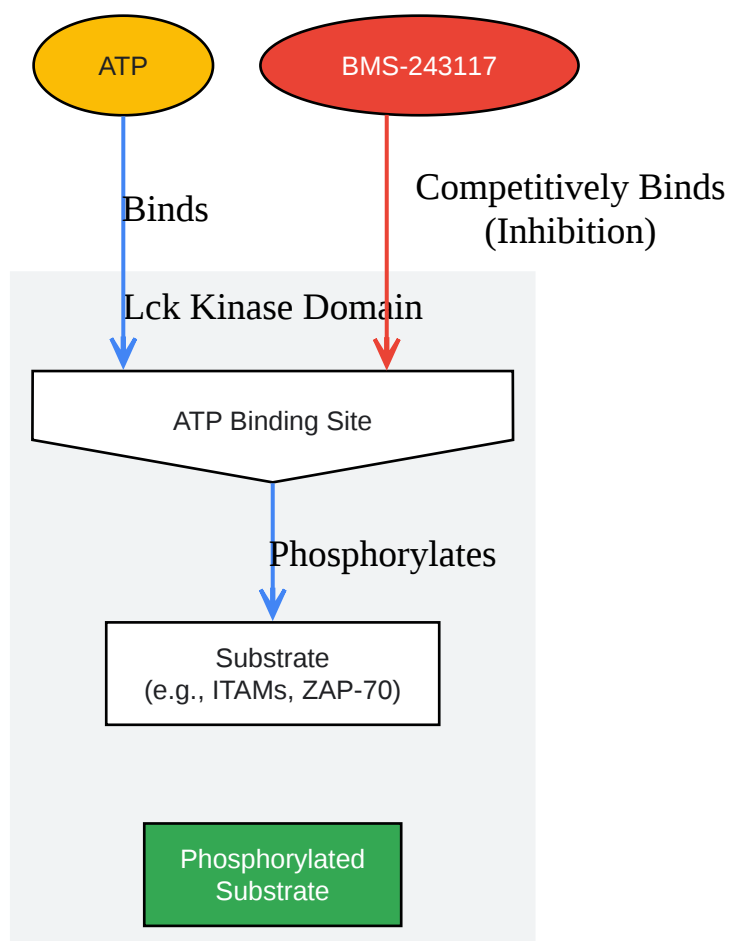 ATP
BMS-243117
Binds
Competitively Binds
(Inhibition)
Lck Kinase Domain
ATP Binding Site
Phosphorylates
Substrate
(e.g., ITAMs, ZAP-70)
Phosphorylated
Substrate